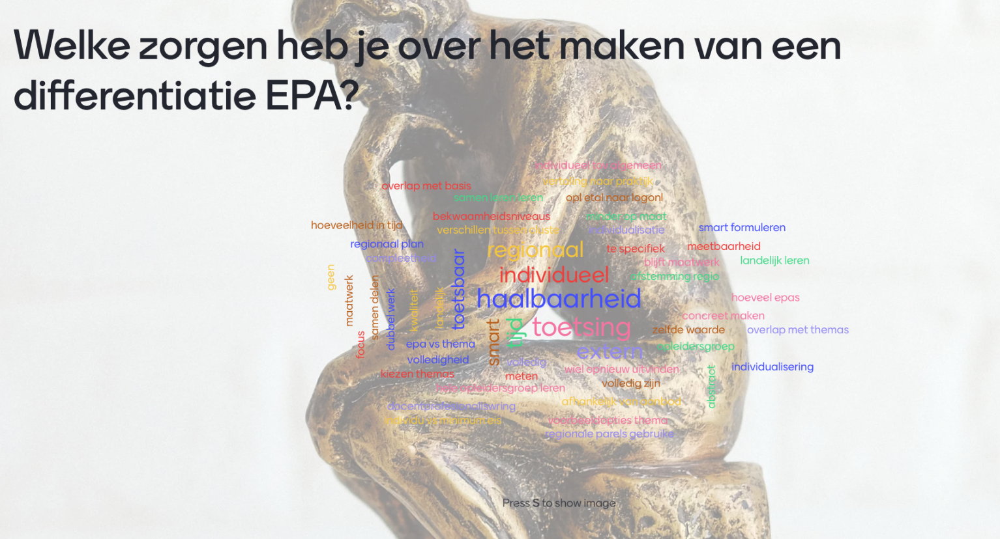 Welke zorgen heb je over het maken van een
differentiatie EPA?
individueel tov algemeen
vertaling naar praktijk
overlap met basis
samen leren leren
opl etal naar logonl
bekwaamheidsniveaus
minder op maat
hoeveelheid in tijd
verschillen tussen cluste
individualisatie
smart formuleren
regionaal plan
regionaal
te specifiek
meetbaarheid
compleetheid
blijft maatwerk
landelijk leren
geen
maatwerk
samen delen
dubbel werk
kwaliteit
landelijk
toetsbaar
individueel
afstemming regio
haalbaarheid
hoeveel epas
concreet maken
focus
smart
tijd
toetsing
zelfde waarde
overlap met themas
epa vs thema
extern
opleidersgroep
volledigheid
volledig
wiel opnieuw uitvinden
individualisering
kiezen themas
meten
volledig zijn
abstract
hele opleidersgroep leren
afhankelijk van aanbod
individu vs minimum eis
voorbeeldopties thema
regionale parels gebruike
Press S to show image